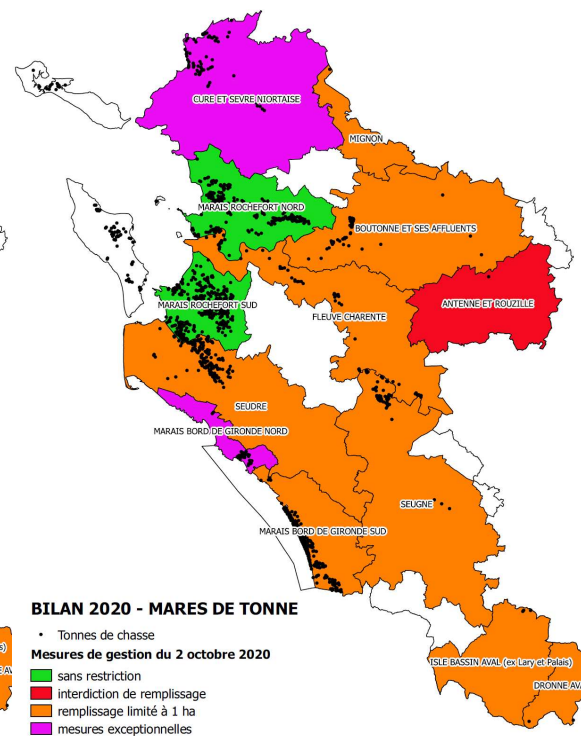 CURE ET SEVRE NIORTAISE
MIGNON
MARAIS ROCHEFORT NORD
BOUTONNE ET SES AFFLUENTS
MARAIS ROCHEFORT SUD
FLEUVE CHARENTE
ANTENNE ET ROUZILLE
SEUDRE
MARAIS BORD DE GIRONDE NORD
SEUGNE
MARAIS BORD DE GIRONDE SUD
ISLE BASSIN AVAL (ex Lary et Palais)
DRONNE AVA
BILAN 2020 - MARES DE TONNE
Tonnes de chasse
Mesures de gestion du 2 octobre 2020
sans restriction
interdiction de remplissage
remplissage limité à 1 ha
mesures exceptionnelles